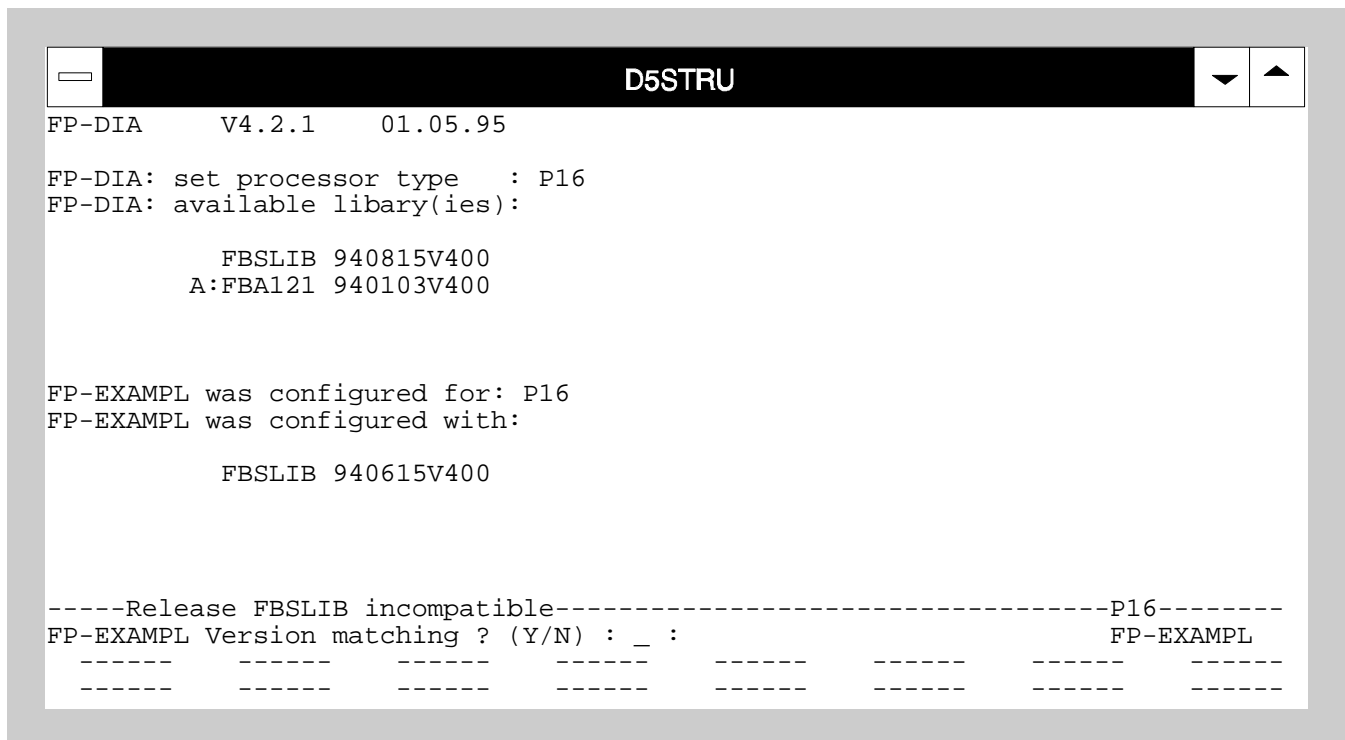 D5STRU
FP-DIA     V4.2.1    01.05.95
FP-DIA: set processor type   : P16
FP-DIA: available libary(ies):
FBSLIB 940815V400
A:FBA121 940103V400
FP-EXAMPL was configured for: P16
FP-EXAMPL was configured with:
FBSLIB 940615V400
-----Release FBSLIB incompatible-----------------------------------P16--------
FP-EXAMPL Version matching ? (Y/N) : _ :                           FP-EXAMPL
------    ------    ------    ------    ------    ------    ------    ------
------    ------    ------    ------    ------    ------    ------    ------